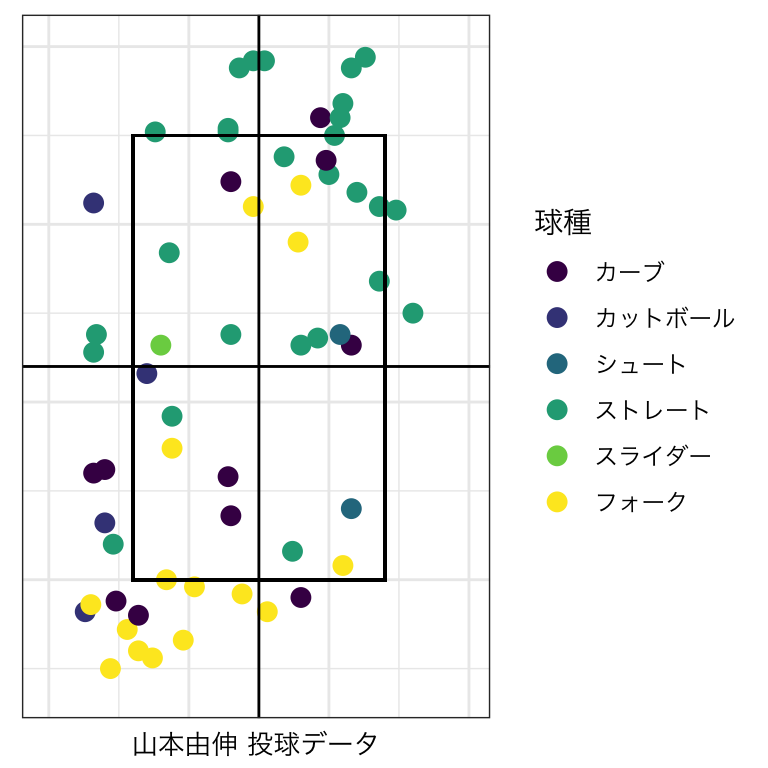 球種
カーブ
カットボール
シュート
ストレート
スライダー
フォーク
山本由伸 投球データ